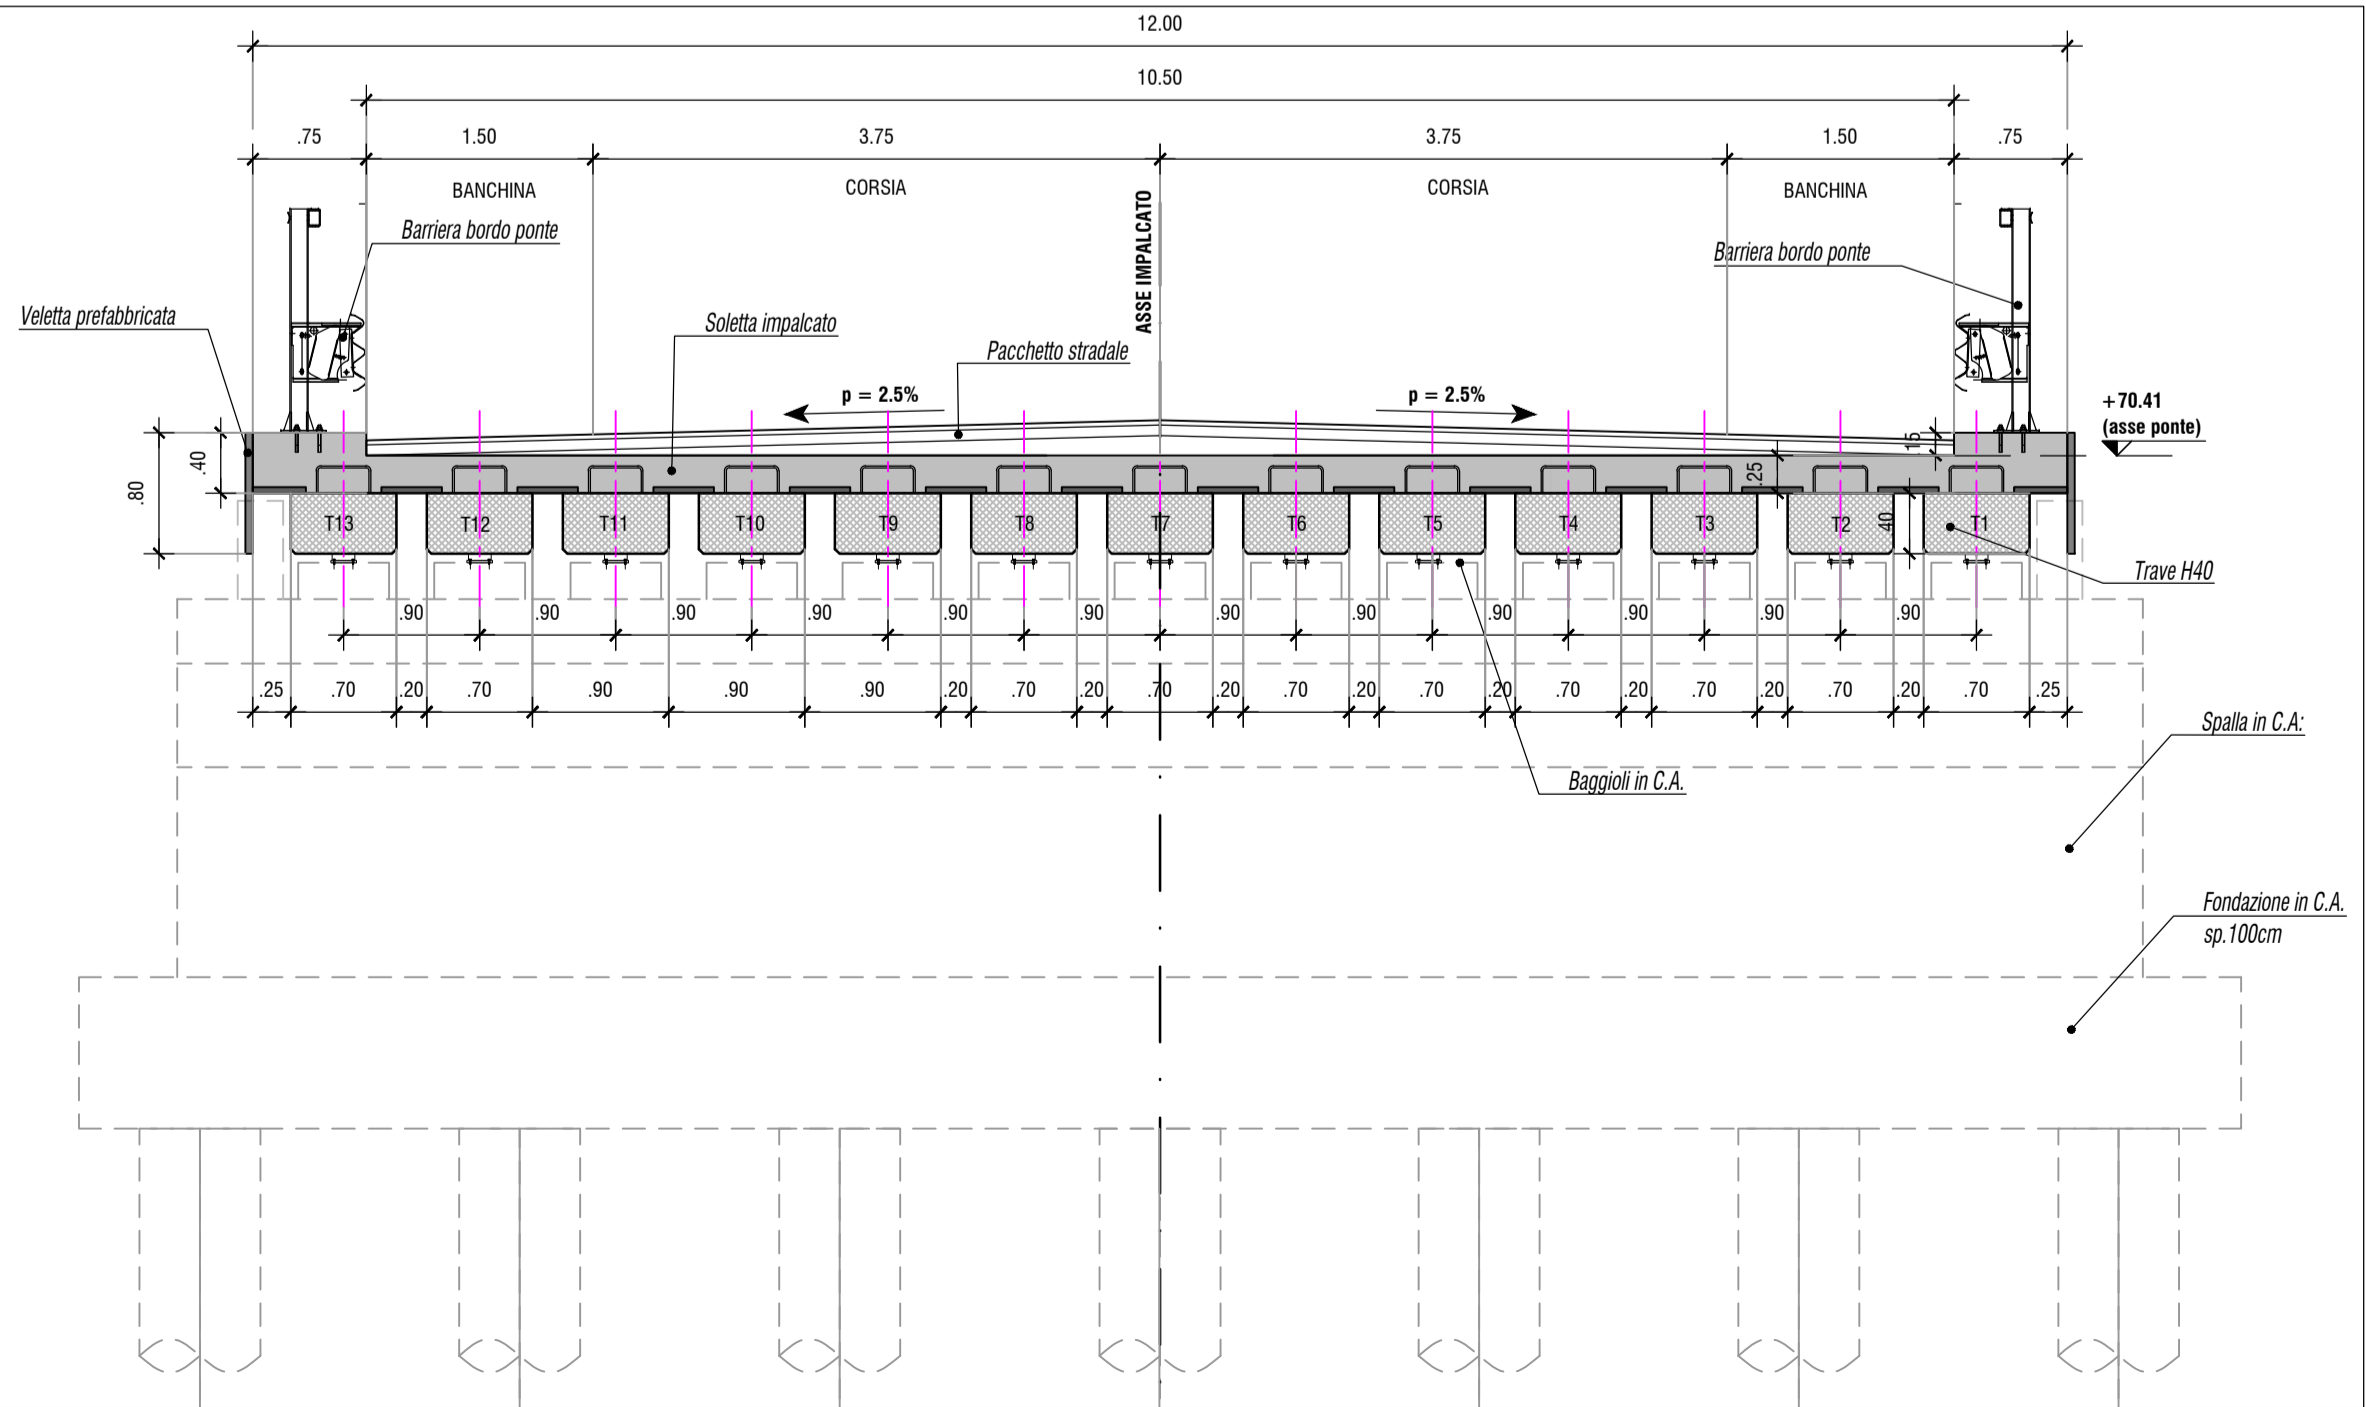 12.00
10.50
.75 1.50 3.75 3.75 1.50 .75
BANCHINA CORSIA CORSIA BANCHINA
ASSE IMPALCATO
Barriera bordo ponte
Barriera bordo ponte
Veletta prefabbricata
Soletta impalcato
Pacchetto stradale
p = 2.5% p = 2.5%
+70.41
(asse ponte)
.15
.40
.80
.25
T13 T12 T11 T10 T9 T8 T7 T6 T5 T4 T3 T2 T1
.40
Trave H40
.90 .90 .90 .90 .90 .90 .90 .90 .90 .90 .90 .90
.25 .70 .20 .70 .90 .90 .90 .20 .70 .20 .70 .20 .70 .20 .70 .20 .70 .20 .70 .20 .70 .20 .70 .25
Spalla in C.A:
Baggioli in C.A.
Fondazione in C.A.
sp.100cm